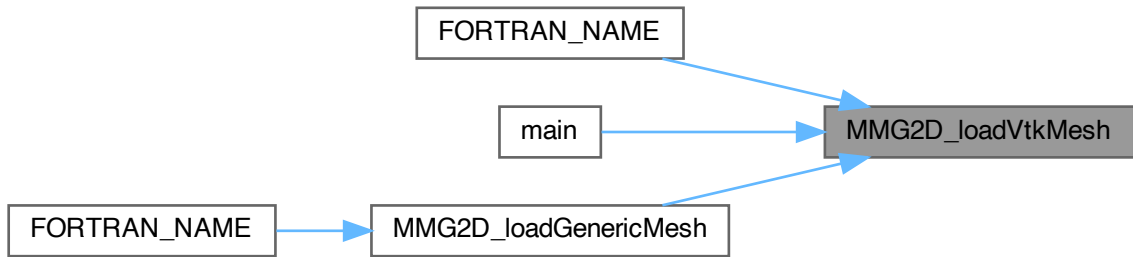 FORTRAN_NAME
main
MMG2D_loadVtkMesh
FORTRAN_NAME
MMG2D_loadGenericMesh